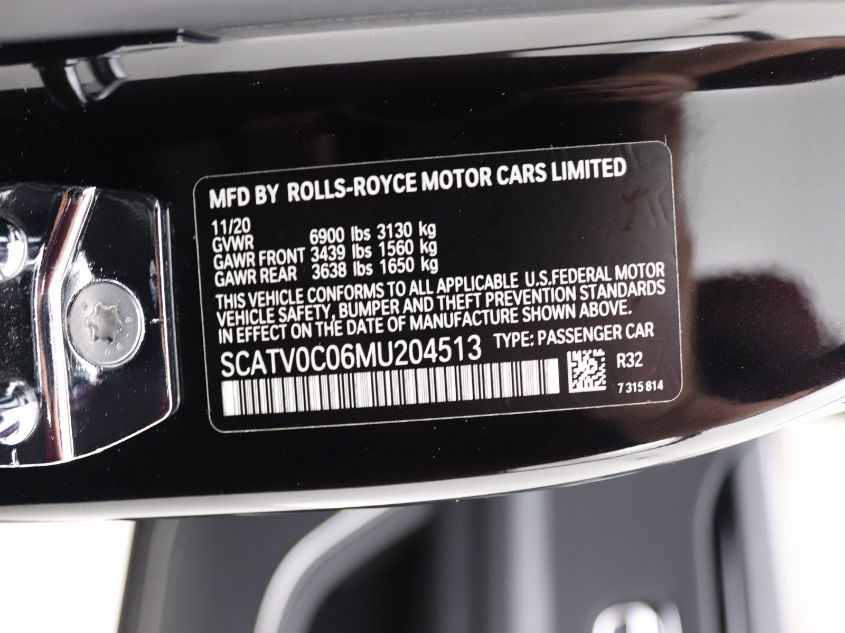 MFD BY ROLLS-ROYCE MOTOR CARS LIMITED
11/20
GVWR 6900 lbs 3130 kg
GAWR FRONT 3439 lbs 1560 kg
GAWR REAR 3638 lbs 1650 kg
THIS VEHICLE CONFORMS TO ALL APPLICABLE U.S.FEDERAL MOTOR
VEHICLE SAFETY, BUMPER AND THEFT PREVENTION STANDARDS
IN EFFECT ON THE DATE OF MANUFACTURE SHOWN ABOVE.
SCATV0C06MU204513 TYPE: PASSENGER CAR
R32
7 315 814